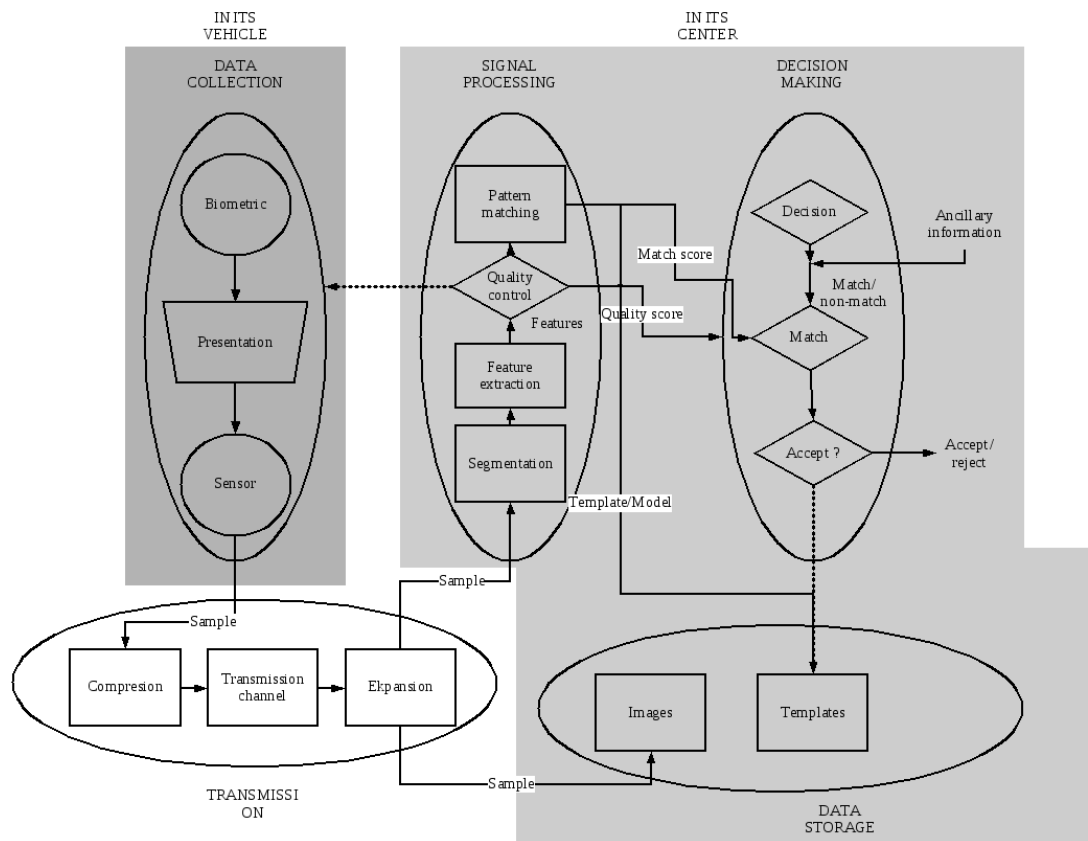 IN ITS
VEHICLE
IN ITS
CENTER
DATA
COLLECTION
SIGNAL
PROCESSING
DECISION
MAKING
Biometric
Presentation
Sensor
Pattern
matching
Quality
control
Features
Feature
extraction
Segmentation
Match score
Quality score
Template/Model
Decision
Ancillary
information
Match/
non-match
Match
Accept ?
Accept/
reject
Sample
Sample
Compresion
Transmission
channel
Ekpansion
Images
Templates
Sample
TRANSMISSI
ON
DATA
STORAGE